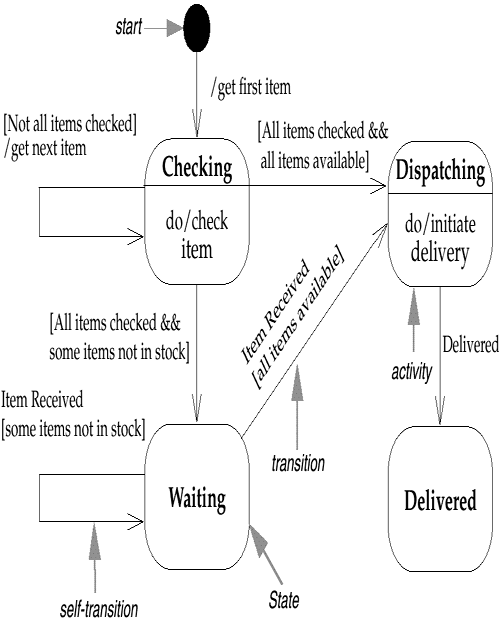 start
/get first item
[Not all items checked]
/get next item
[All items checked &&
all items available]
Checking
do/check
item
Dispatching
do/initiate
delivery
Item Received
[all items available]
[All items checked &&
some items not in stock]
Delivered
activity
Item Received
[some items not in stock]
transition
Waiting
Delivered
self-transition
State